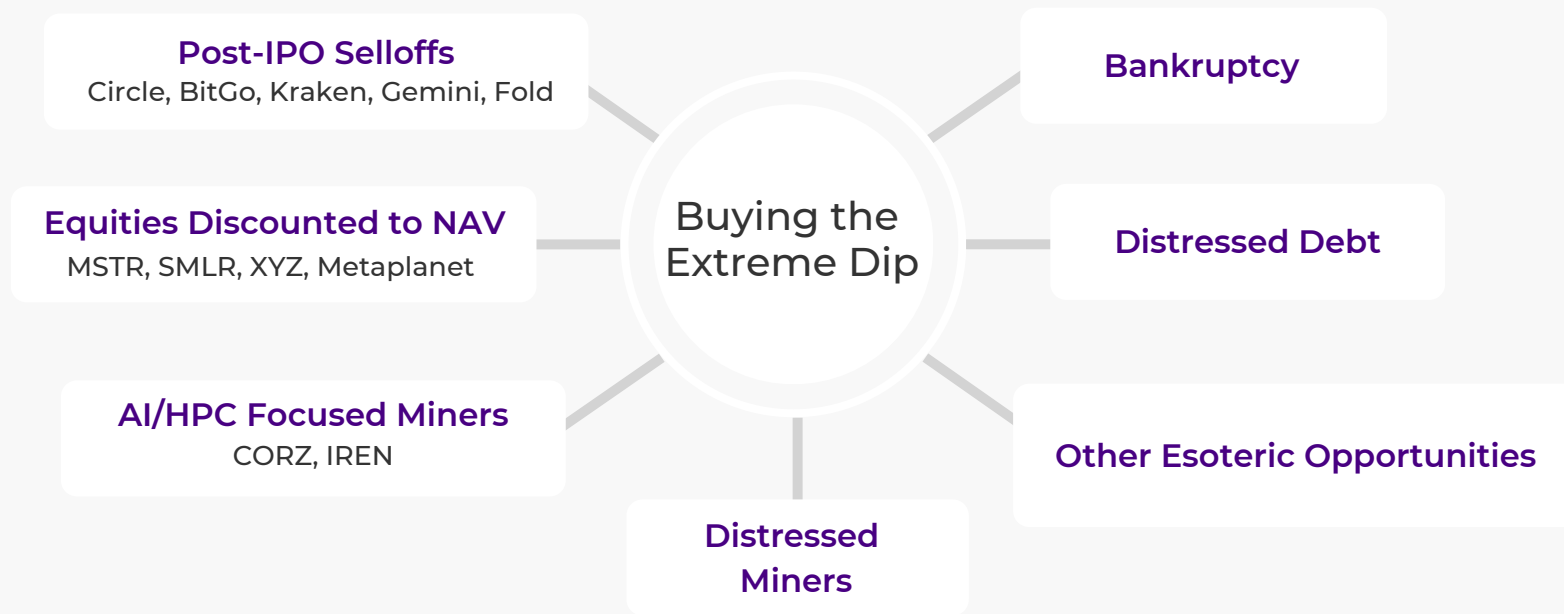 Post-IPO Selloffs
Circle, BitGo, Kraken, Gemini, Fold
Equities Discounted to NAV
MSTR, SMLR, XYZ, Metaplanet
AI/HPC Focused Miners
CORZ, IREN
Buying the
Extreme Dip
Distressed
Miners
Bankruptcy
Distressed Debt
Other Esoteric Opportunities